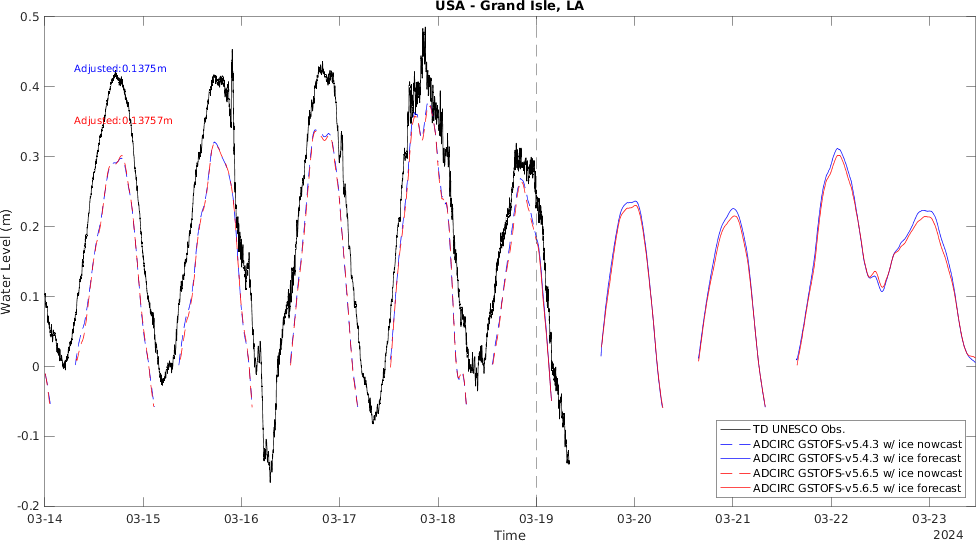 USA - Grand Isle, LA
0.5
0.4
0.3
0.2
0.1
0
-0.1
-0.2
Water Level (m)
Adjusted:0.1375m
Adjusted:0.13757m
TD UNESCO Obs.
ADCIRC GSTOFS-v5.4.3 w/ ice nowcast
ADCIRC GSTOFS-v5.4.3 w/ ice forecast
ADCIRC GSTOFS-v5.6.5 w/ ice nowcast
ADCIRC GSTOFS-v5.6.5 w/ ice forecast
03-14 03-15 03-16 03-17 03-18 03-19 03-20 03-21 03-22 03-23
Time
2024